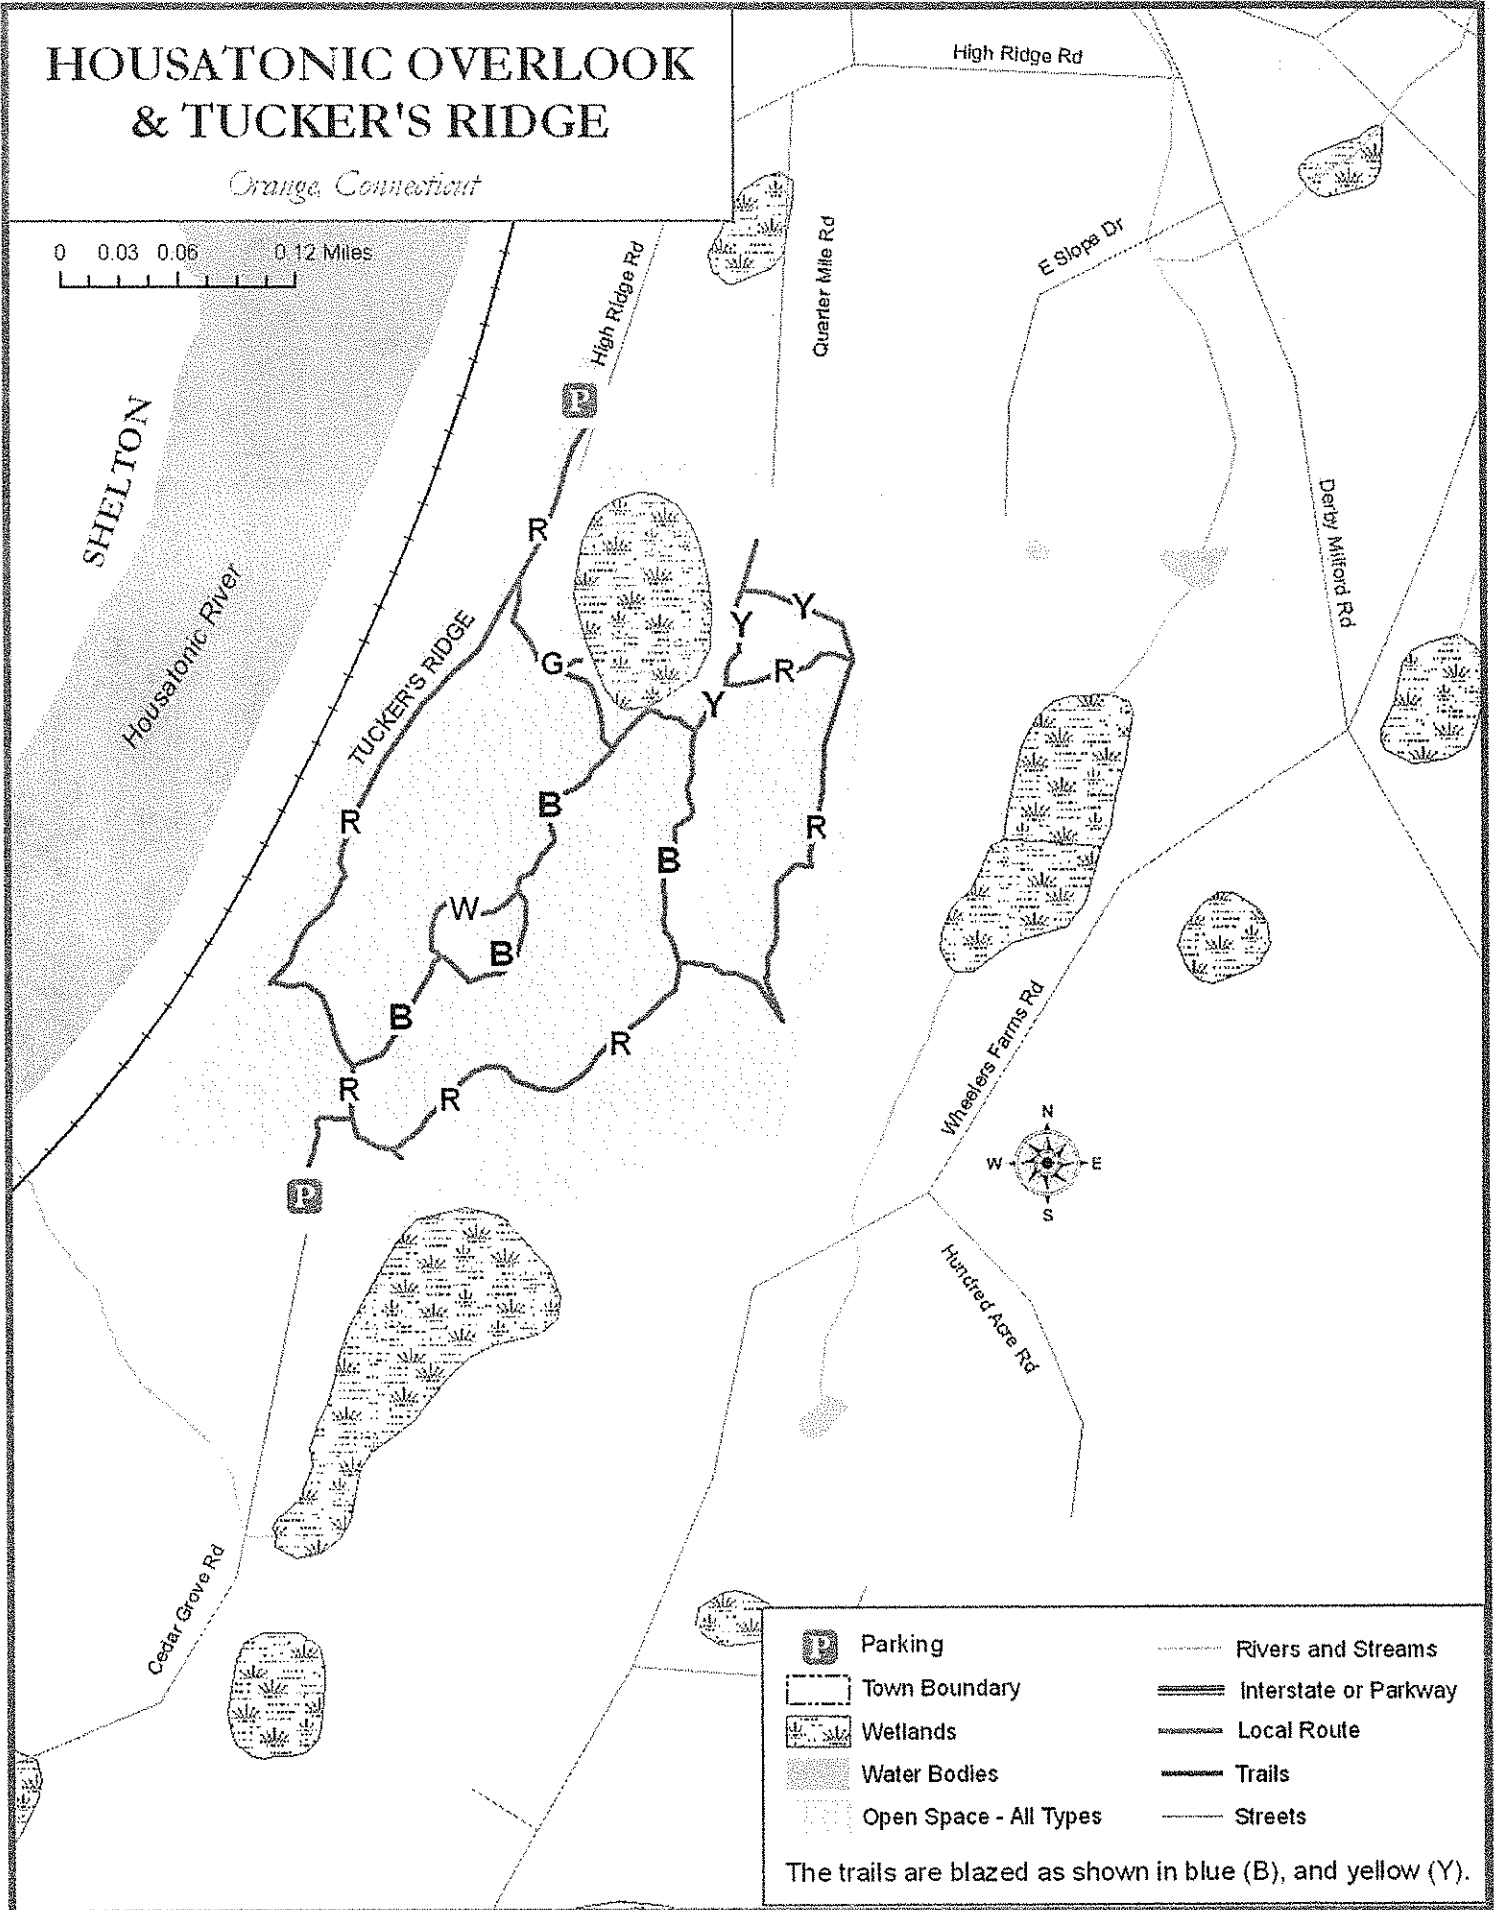 HOUSATONIC OVERLOOK
& TUCKER'S RIDGE
Orange, Connecticut
0 0.03 0.06 0.12 Miles
High Ridge Rd
High Ridge Rd
Quarter Mile Rd
E Slope Dr
Derby Milford Rd
SHELTON
Housatonic River
P
R
TUCKER'S RIDGE
G
Y
Y
R
Y
B
R
R
B
W
B
B
R
R
R
P
Wheelers Farms Rd
N
W E
S
Hundred Acre Rd
Cedar Grove Rd
P Parking
Town Boundary
Wetlands
Water Bodies
Open Space - All Types
Rivers and Streams
Interstate or Parkway
Local Route
Trails
Streets
The trails are blazed as shown in blue (B), and yellow (Y).